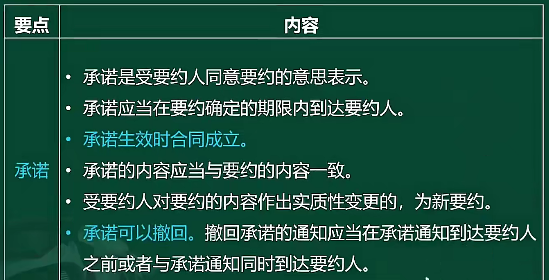 要点 内容
• 承诺是受要约人同意要约的意思表示。
• 承诺应当在要约确定的期限内到达要约人。
• 承诺生效时合同成立。
承诺 • 承诺的内容应当与要约的内容一致。
• 受要约人对要约的内容作出实质性变更的，为新要约。
• 承诺可以撤回。撤回承诺的通知应当在承诺通知到达要约人
之前或者与承诺通知同时到达要约人。